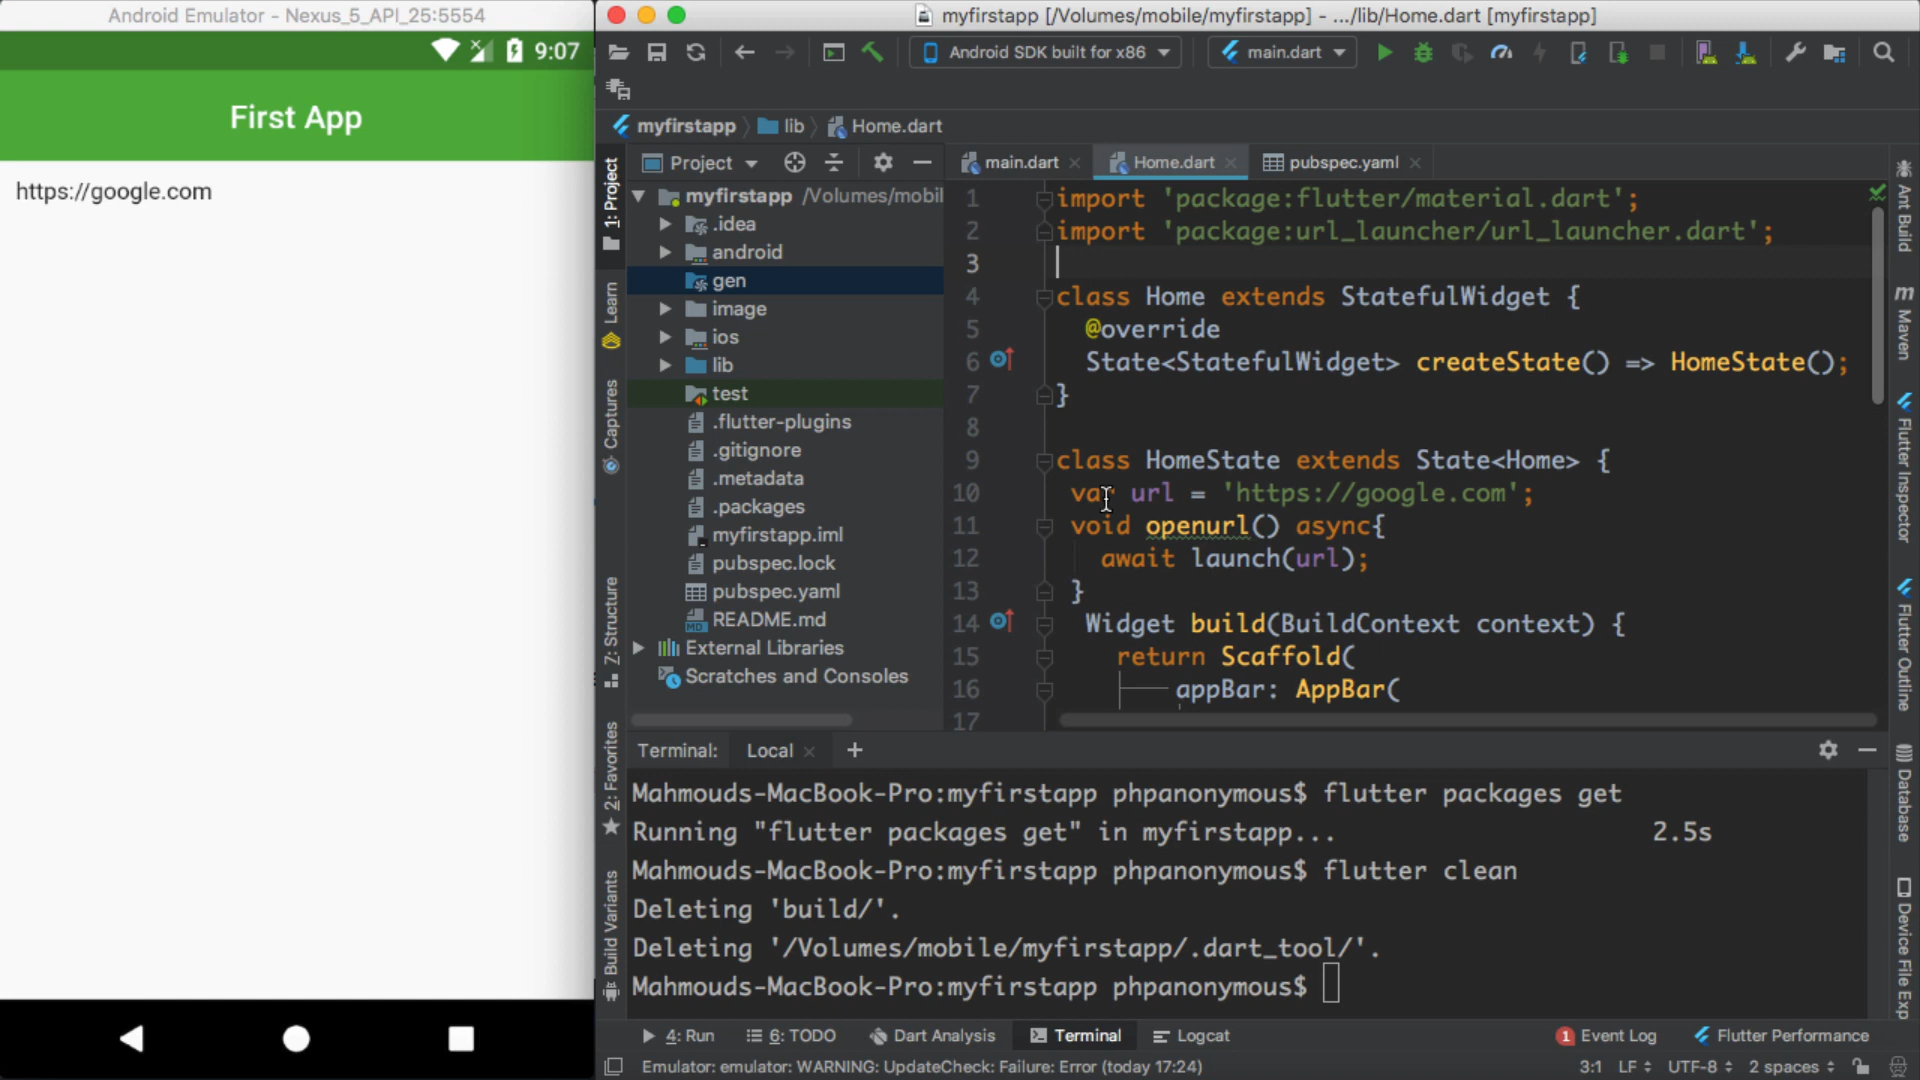 Android Emulator - Nexus_5_API_25:5554
9:07
First App
https://google.com
myfirstapp [/Volumes/mobile/myfirstapp] - .../lib/Home.dart [myfirstapp]
Android SDK built for x86
main.dart
myfirstapp
lib
Home.dart
1: Project
Learn
Captures
Z: Structure
2: Favorites
Build Variants
Project
myfirstapp /Volumes/mobil
.idea
android
gen
image
ios
lib
test
.flutter-plugins
.gitignore
.metadata
.packages
myfirstapp.iml
pubspec.lock
pubspec.yaml
README.md
External Libraries
Scratches and Consoles
main.dart
Home.dart
pubspec.yaml
1 import 'package:flutter/material.dart';
2 import 'package:url_launcher/url_launcher.dart';
3
4 class Home extends StatefulWidget {
5 @override
6 State<StatefulWidget> createState() => HomeState();
7 }
8
9 class HomeState extends State<Home> {
10 var url = 'https://google.com';
11 void openurl() async{
12 await launch(url);
13 }
14 Widget build(BuildContext context) {
15 return Scaffold(
16 appBar: AppBar(
17
Ant Build
m Maven
Flutter Inspector
Flutter Outline
Database
Device File Exp
Terminal: Local +
Mahmouds-MacBook-Pro:myfirstapp phpanonymous$ flutter packages get
Running "flutter packages get" in myfirstapp... 2.5s
Mahmouds-MacBook-Pro:myfirstapp phpanonymous$ flutter clean
Deleting 'build/'.
Deleting '/Volumes/mobile/myfirstapp/.dart_tool/'.
Mahmouds-MacBook-Pro:myfirstapp phpanonymous$
4: Run
6: TODO
Dart Analysis
Terminal
Logcat
1 Event Log
Flutter Performance
Emulator: emulator: WARNING: UpdateCheck: Failure: Error (today 17:24)
3:1 LF UTF-8 2 spaces